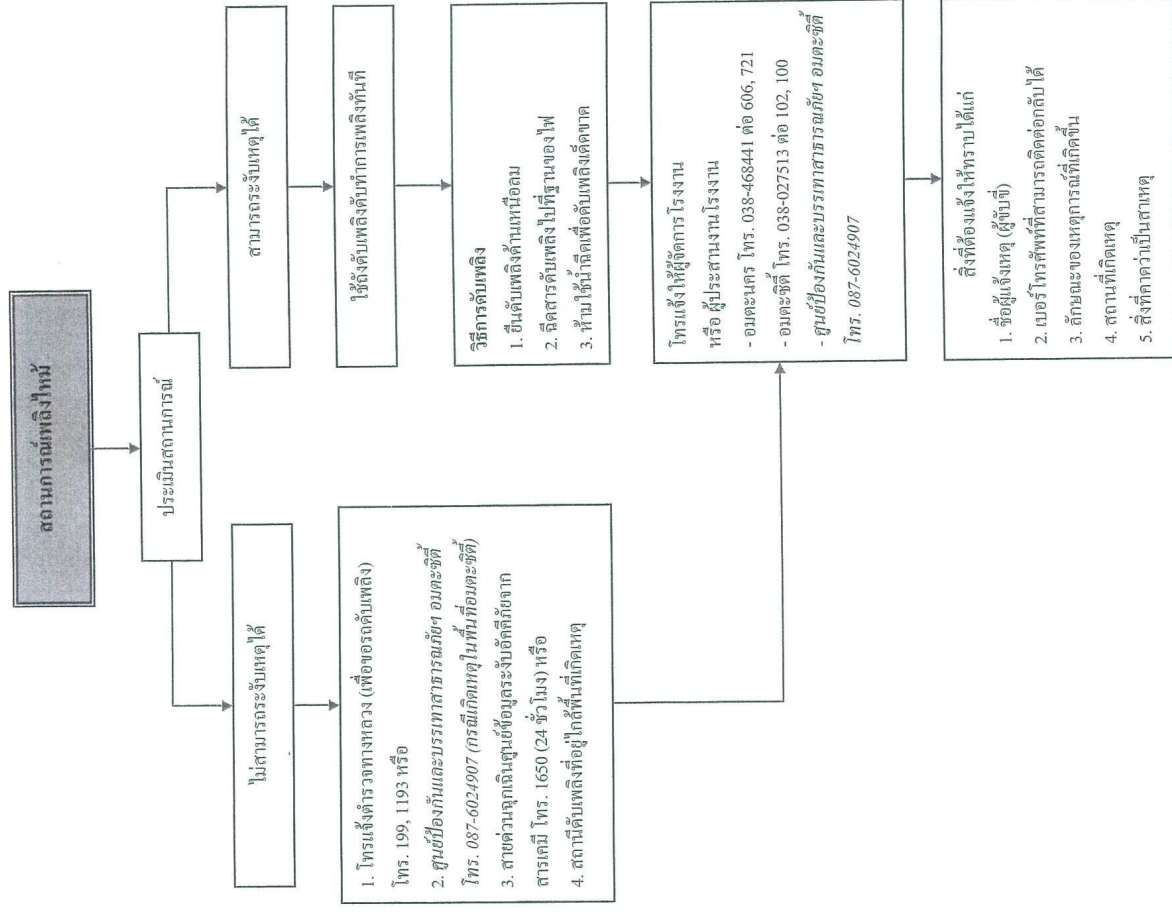 สถานการณ์เพลิงไหม้
ประเมินสถานการณ์
ไม่สามารถระงับเหตุได้
1. โทรแจ้งตำรวจทางหลวง (เพื่อขอรถดับเพลิง)
โทร. 199, 1193 หรือ
2. ศูนย์ป้องกันและบรรเทาสาธารณภัยฯ อมตะซิตี้
โทร. 087-6024907 (กรณีเกิดเหตุในพื้นที่อมตะซิตี้)
3. สายด่วนฉุกเฉินศูนย์ข้อมูลระงับอัคคีภัยจาก
สารเคมี โทร. 1650 (24 ชั่วโมง) หรือ
4. สถานีดับเพลิงที่อยู่ใกล้พื้นที่เกิดเหตุ
สามารถระงับเหตุได้
ใช้ถังดับเพลิงดับทำการเพลิงทันที
วิธีการดับเพลิง
1. ยืนดับเพลิงด้านเหนือลม
2. ฉีดสารดับเพลิงไปที่ฐานของไฟ
3. ห้ามใช้น้ำฉีดเพื่อดับเพลิงเด็ดขาด
โทรแจ้งให้ผู้จัดการโรงงาน
หรือ ผู้ประสานงานโรงงาน
- อมตะนคร โทร. 038-468441 ต่อ 606, 721
- อมตะซิตี้ โทร. 038-027513 ต่อ 102, 100
- ศูนย์ป้องกันและบรรเทาสาธารณภัยฯ อมตะซิตี้
โทร. 087-6024907
สิ่งที่ต้องแจ้งให้ทราบได้แก่
1. ชื่อผู้แจ้งเหตุ (ผู้ขับขี่)
2. เบอร์โทรศัพท์ที่สามารถติดต่อกลับได้
3. ลักษณะของเหตุการณ์ที่เกิดขึ้น
4. สถานที่เกิดเหตุ
5. สิ่งที่คาดว่าเป็นสาเหตุ